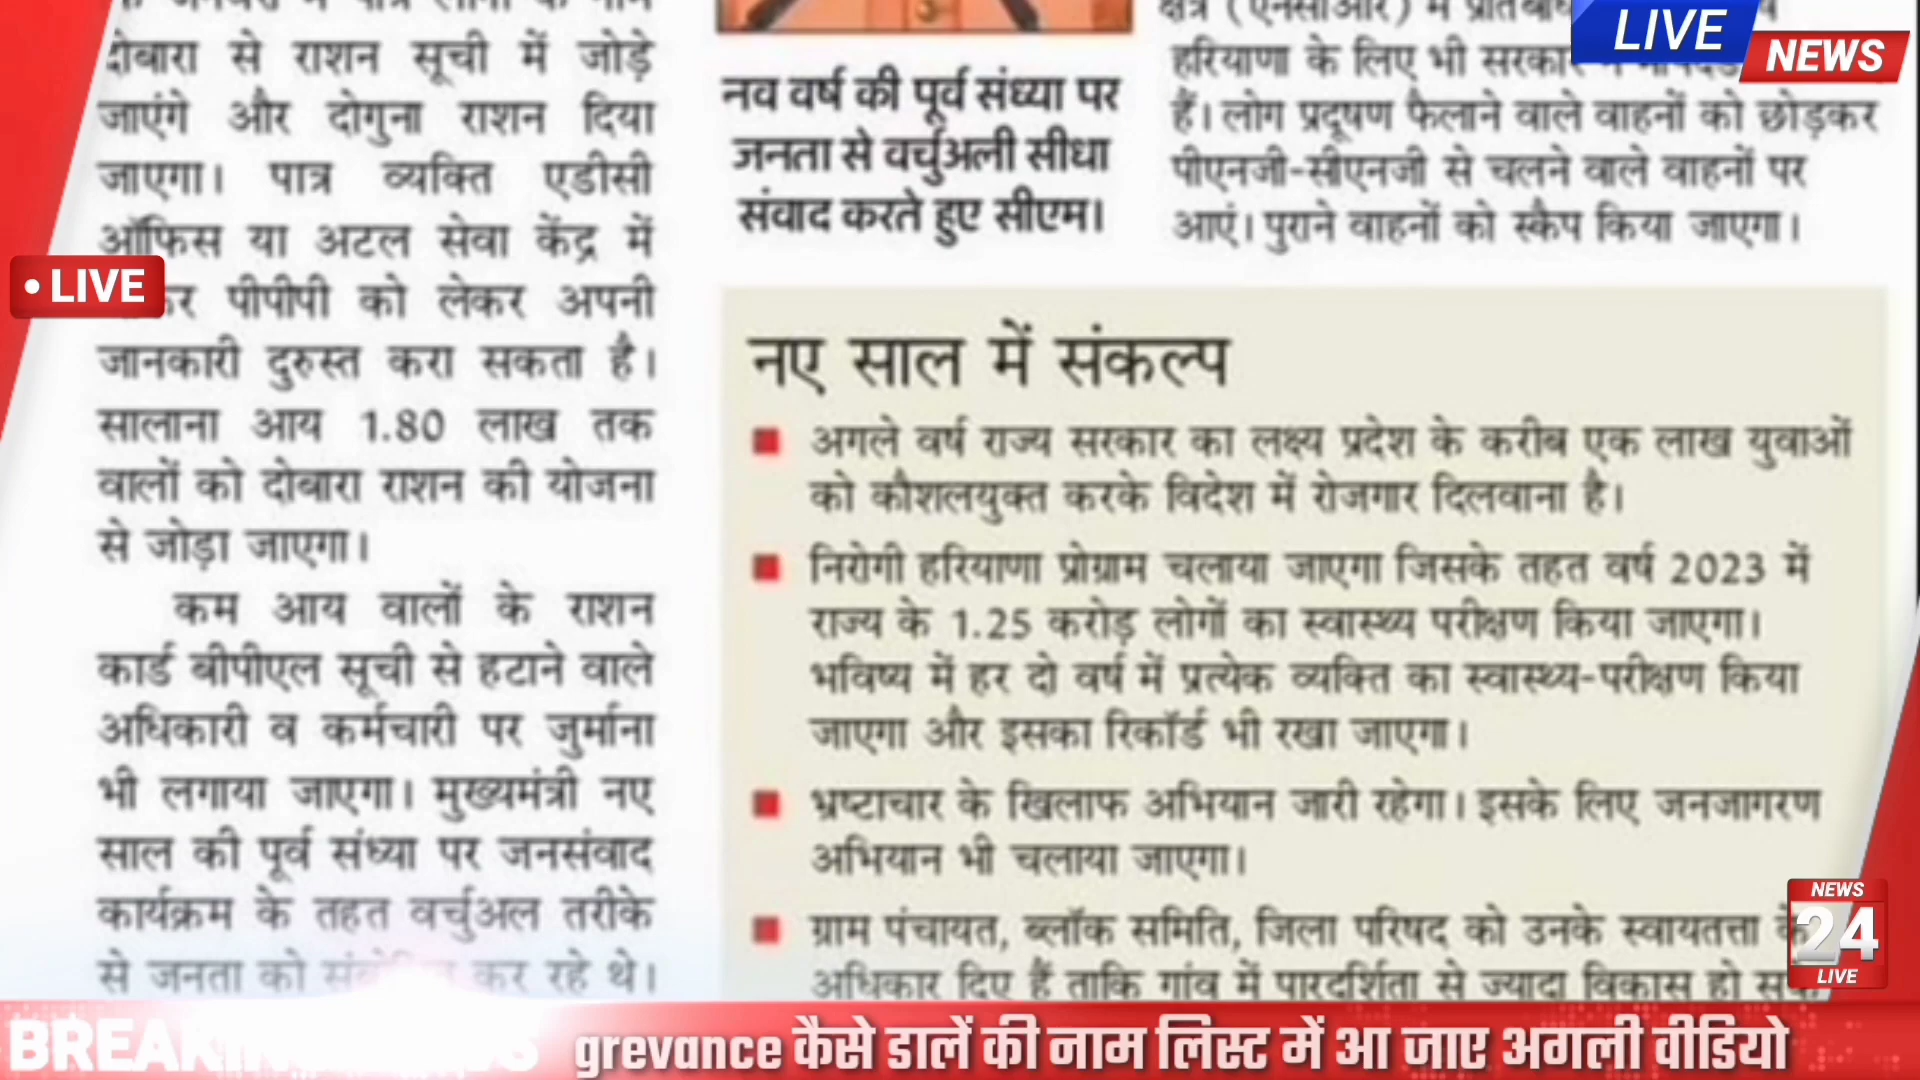 दोबारा से राशन सूची में जोड़े
जाएंगे और दोगुना राशन दिया
जाएगा। पात्र व्यक्ति एडीसी
ऑफिस या अटल सेवा केंद्र में
पीपीपी को लेकर अपनी
जानकारी दुरुस्त करा सकता है।
सालाना आय 1.80 लाख तक
वालों को दोबारा राशन की योजना
से जोड़ा जाएगा।
कम आय वालों के राशन
कार्ड बीपीएल सूची से हटाने वाले
अधिकारी व कर्मचारी पर जुर्माना
भी लगाया जाएगा। मुख्यमंत्री नए
साल की पूर्व संध्या पर जनसंवाद
कार्यक्रम के तहत वर्चुअल तरीके
से जनता को कर रहे थे।
नव वर्ष की पूर्व संध्या पर
जनता से वर्चुअली सीधा
संवाद करते हुए सीएम।
क्षेत्र (एनसीआर) में
हरियाणा के लिए भी सरकार
हैं। लोग प्रदूषण फैलाने वाले वाहनों को छोड़कर
पीएनजी-सीएनजी से चलने वाले वाहनों पर
आएं। पुराने वाहनों को स्कैप किया जाएगा।
नए साल में संकल्प
अगले वर्ष राज्य सरकार का लक्ष्य प्रदेश के करीब एक लाख युवाओं
को कौशलयुक्त करके विदेश में रोजगार दिलवाना है।
निरोगी हरियाणा प्रोग्राम चलाया जाएगा जिसके तहत वर्ष 2023 में
राज्य के 1.25 करोड़ लोगों का स्वास्थ्य परीक्षण किया जाएगा।
भविष्य में हर दो वर्ष में प्रत्येक व्यक्ति का स्वास्थ्य-परीक्षण किया
जाएगा और इसका रिकॉर्ड भी रखा जाएगा।
भ्रष्टाचार के खिलाफ अभियान जारी रहेगा। इसके लिए जनजागरण
अभियान भी चलाया जाएगा।
ग्राम पंचायत, ब्लॉक समिति, जिला परिषद को उनके स्वायतत्ता के
अधिकार दिए हैं ताकि गांव में पारदर्शिता से ज्यादा विकास हो
LIVE
NEWS
• LIVE
NEWS
24
LIVE
grevance कैसे डालें की नाम लिस्ट में आ जाए अगली वीडियो